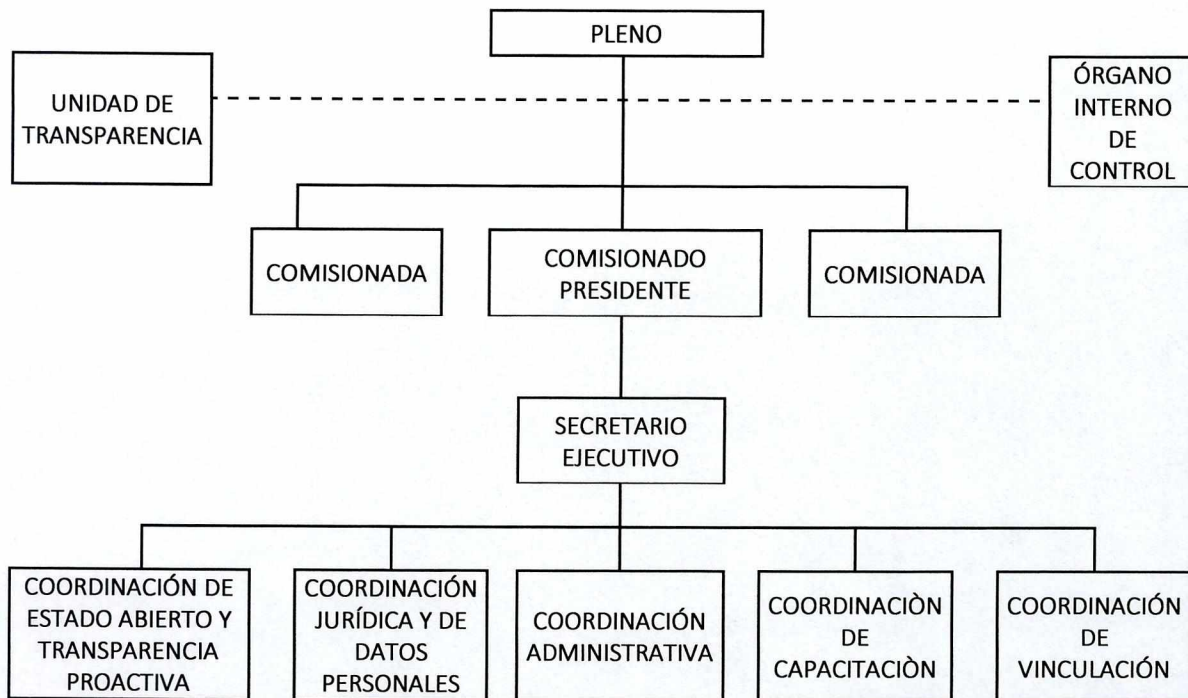 PLENO
UNIDAD DE
TRANSPARENCIA
ÓRGANO
INTERNO
DE
CONTROL
COMISIONADA
COMISIONADO
PRESIDENTE
COMISIONADA
SECRETARIO
EJECUTIVO
COORDINACIÓN DE
ESTADO ABIERTO Y
TRANSPARENCIA
PROACTIVA
COORDINACIÓN
JURÍDICA Y DE
DATOS
PERSONALES
COORDINACIÓN
ADMINISTRATIVA
COORDINACIÒN
DE
CAPACITACIÒN
COORDINACIÓN
DE
VINCULACIÓN